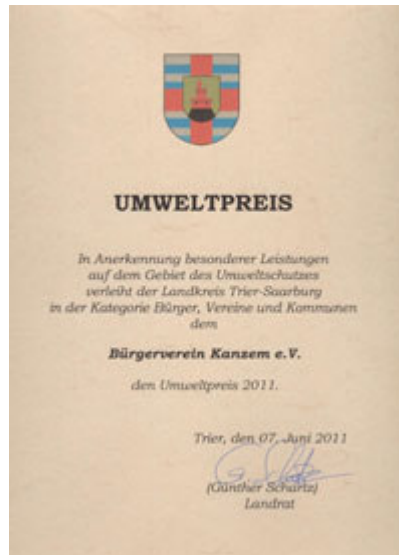 UMWELTPREIS
In Anerkennung besonderer Leistungen
auf dem Gebiet des Umweltschutzes
verleiht der Landkreis Trier-Saarburg
in der Kategorie Bürger, Vereine und Kommunen
dem
Bürgerverein Kanzem e.V.
den Umweltpreis 2011.
Trier, den 07. Juni 2011
(Günther Schartz)
Landrat